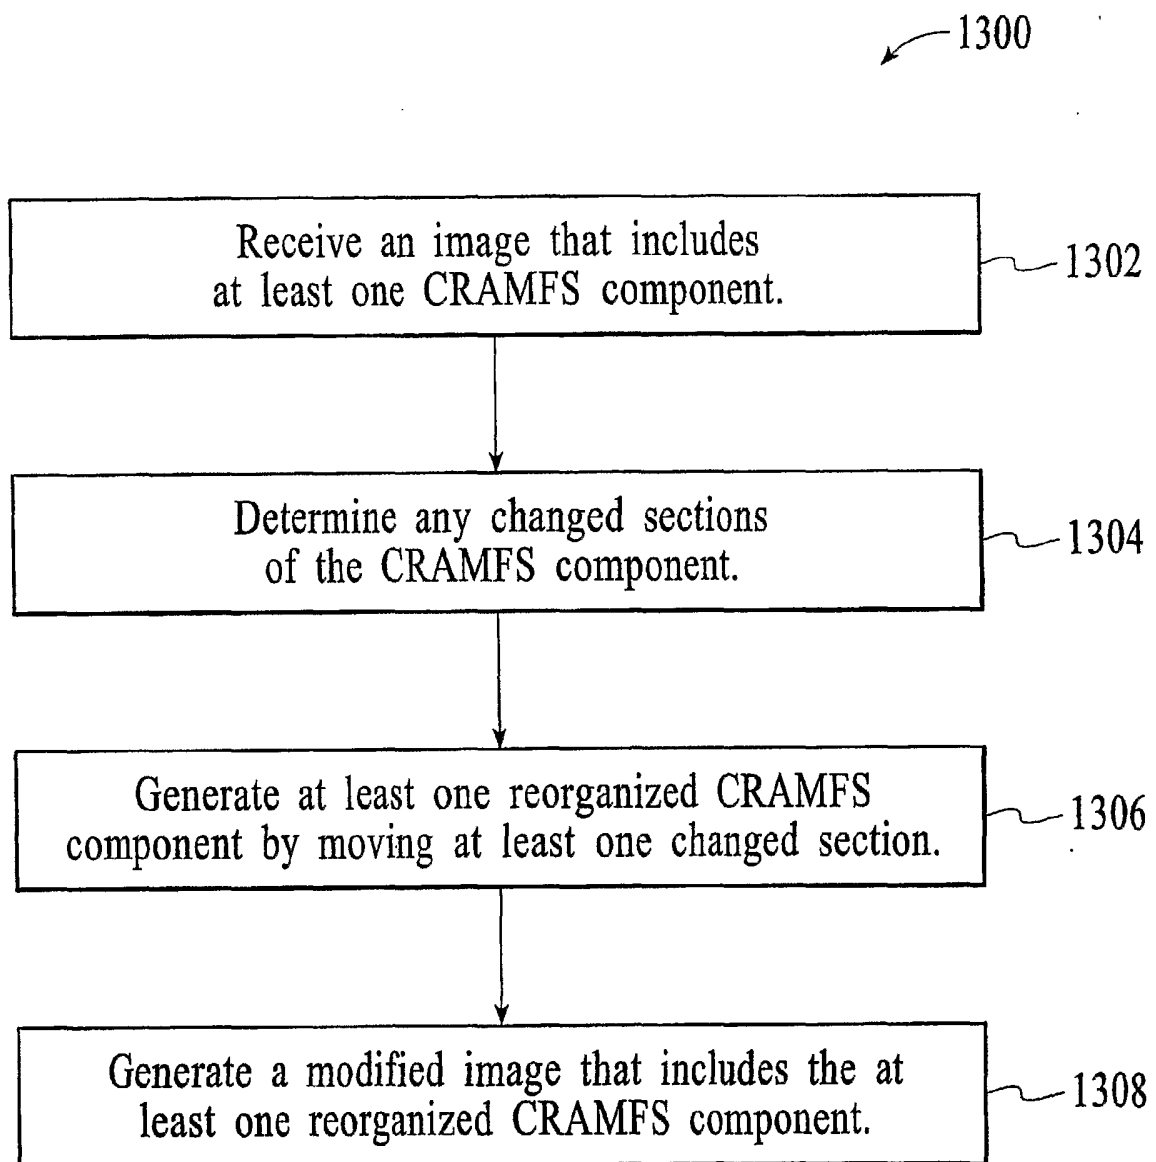 1300
Receive an image that includes
at least one CRAMFS component.
1302
Determine any changed sections
of the CRAMFS component.
1304
Generate at least one reorganized CRAMFS
component by moving at least one changed section.
1306
Generate a modified image that includes the at
least one reorganized CRAMFS component.
1308